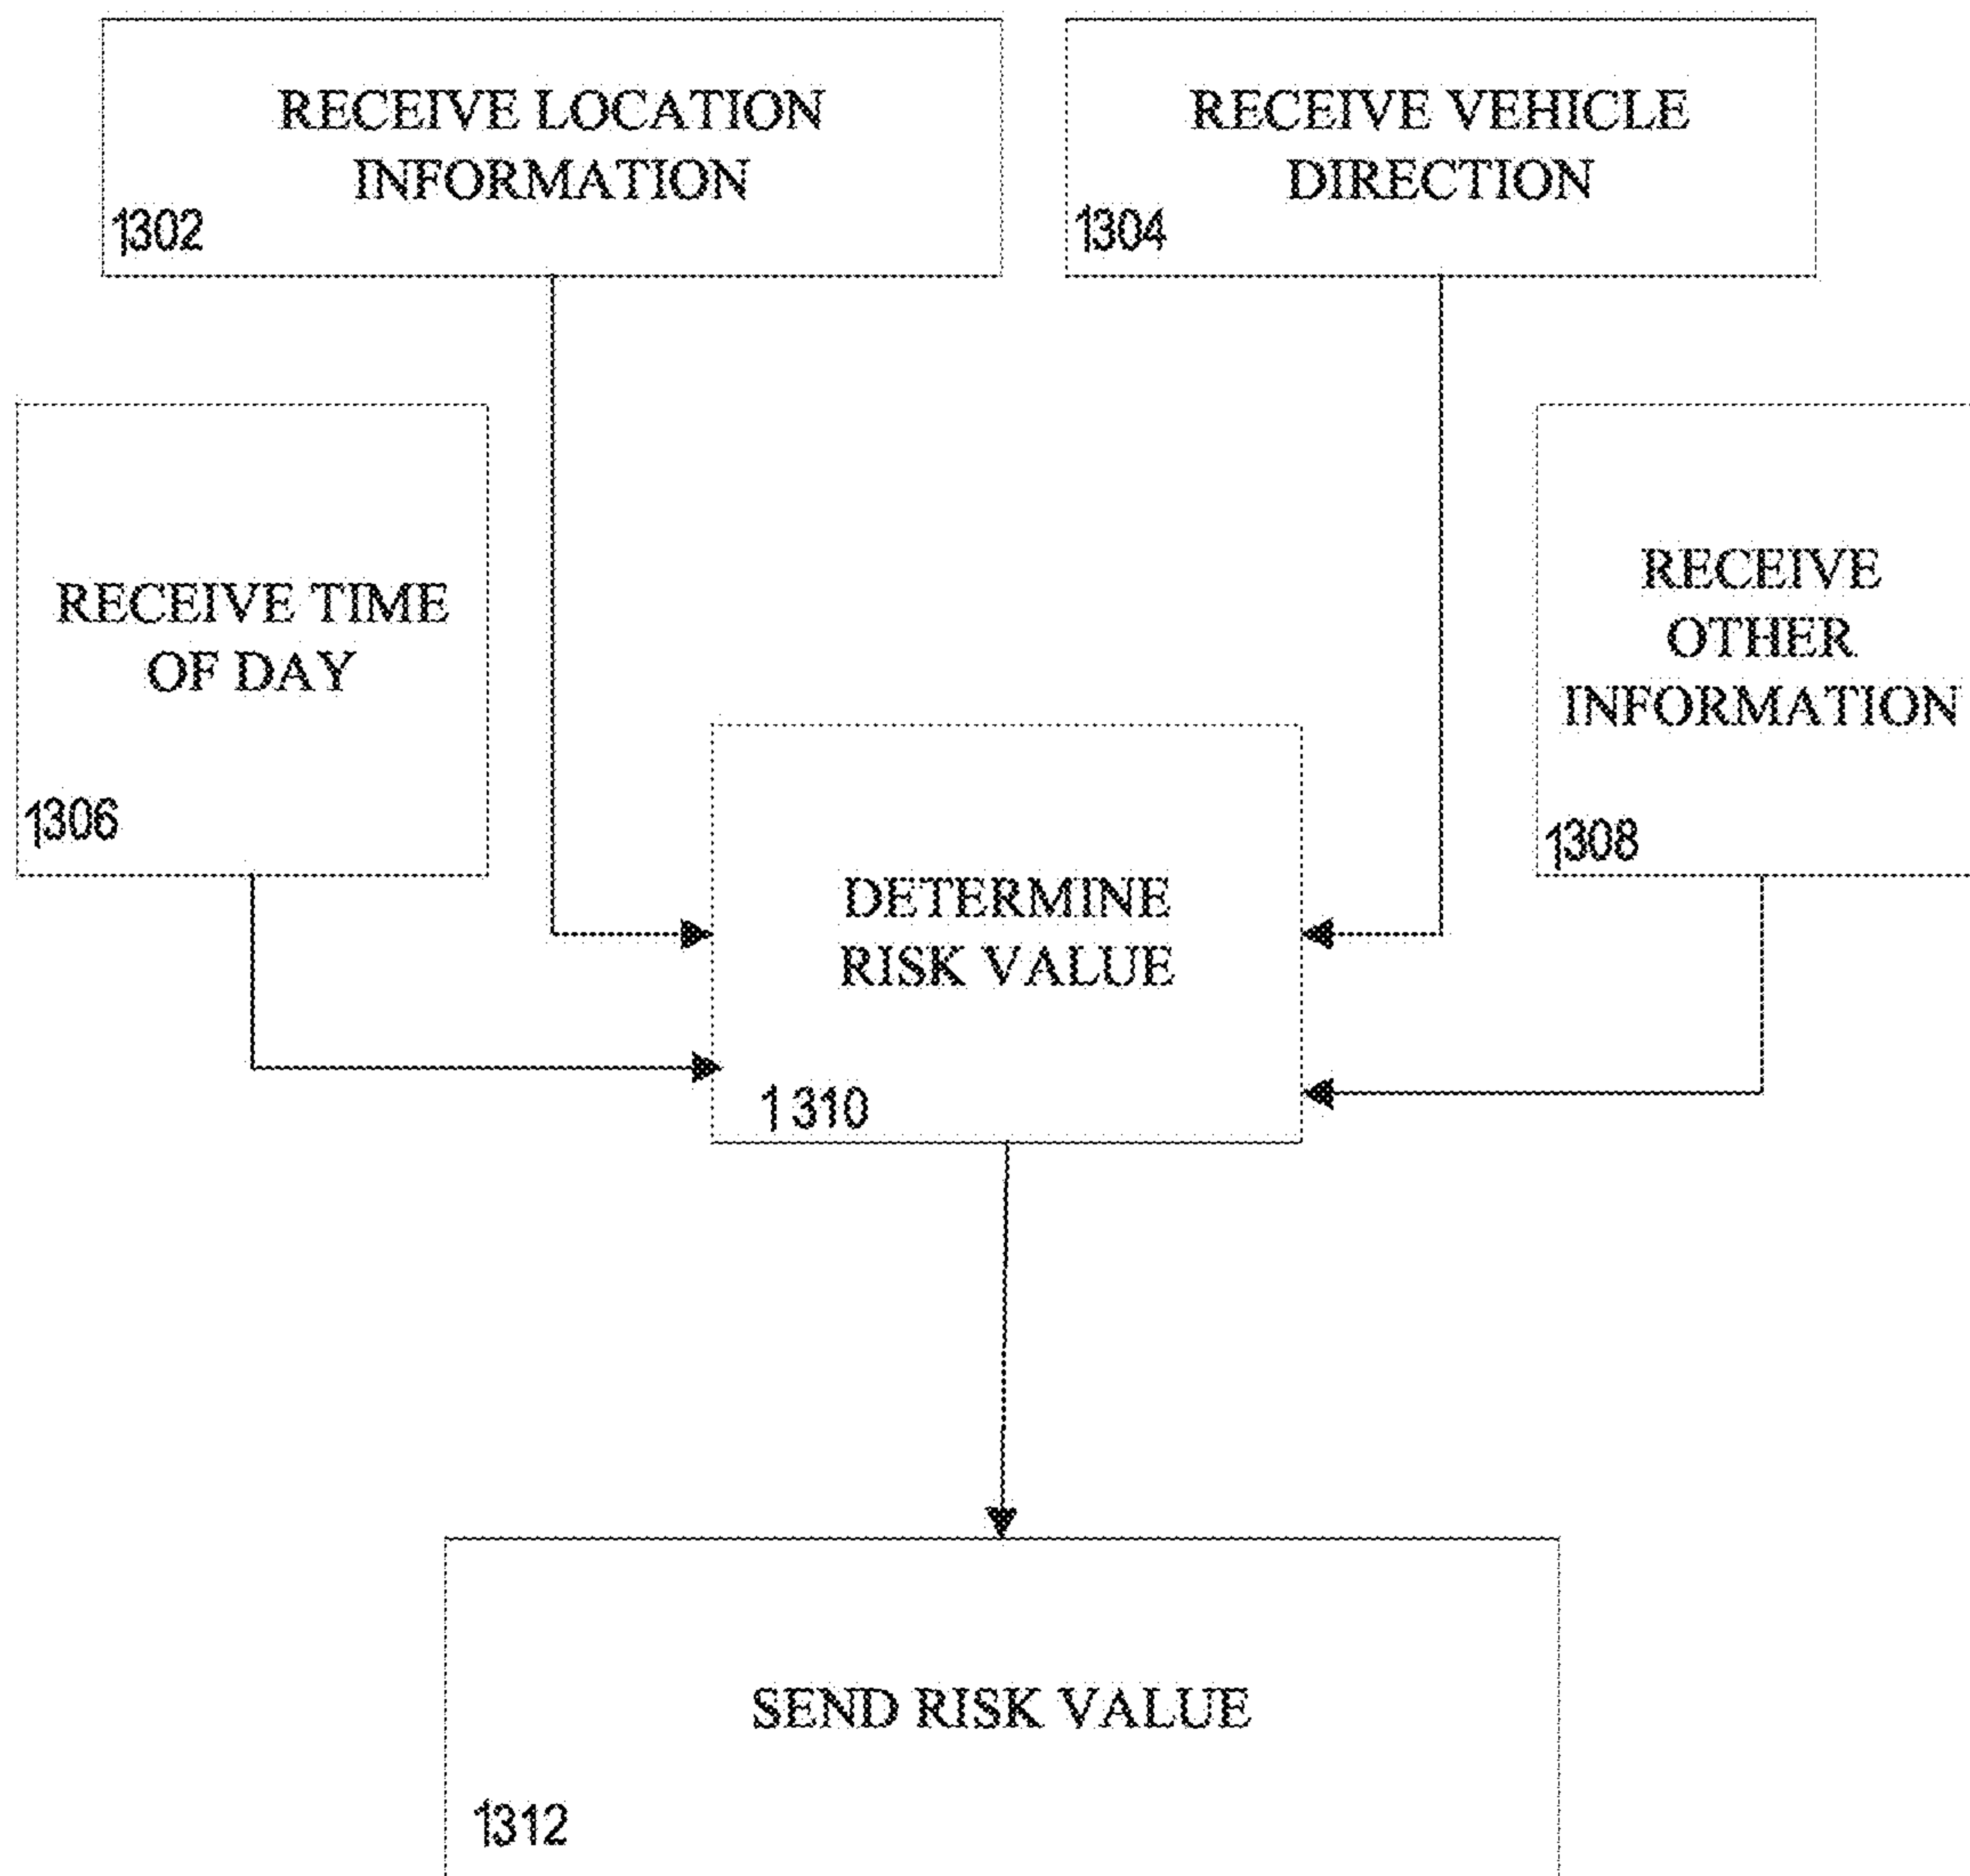 RECEIVE LOCATION
INFORMATION
1302
RECEIVE VEHICLE
DIRECTION
1304
RECEIVE TIME
OF DAY
1306
RECEIVE
OTHER
INFORMATION
1308
DETERMINE
RISK VALUE
1310
SEND RISK VALUE
1312